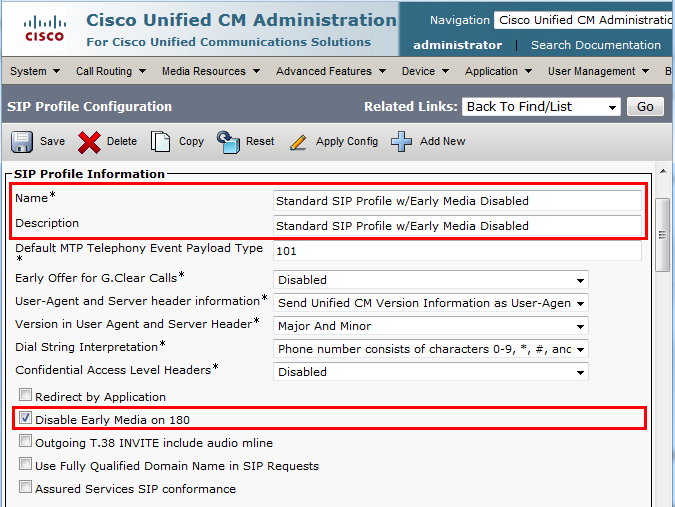 Cisco Unified CM Administration
Navigation Cisco Unified CM Administratio
CISCO For Cisco Unified Communications Solutions
administrator | Search Documentation
System Call Routing Media Resources Advanced Features Device Application User Management B
SIP Profile Configuration Related Links: Back To Find/List Go
Save Delete Copy Reset Apply Config Add New
SIP Profile Information
Name* Standard SIP Profile w/Early Media Disabled
Description Standard SIP Profile w/Early Media Disabled
Default MTP Telephony Event Payload Type 101
*
Early Offer for G.Clear Calls* Disabled
User-Agent and Server header information* Send Unified CM Version Information as User-Agen
Version in User Agent and Server Header* Major And Minor
Dial String Interpretation* Phone number consists of characters 0-9, *, #, and
Confidential Access Level Headers* Disabled
Redirect by Application
Disable Early Media on 180
Outgoing T.38 INVITE include audio mline
Use Fully Qualified Domain Name in SIP Requests
Assured Services SIP conformance